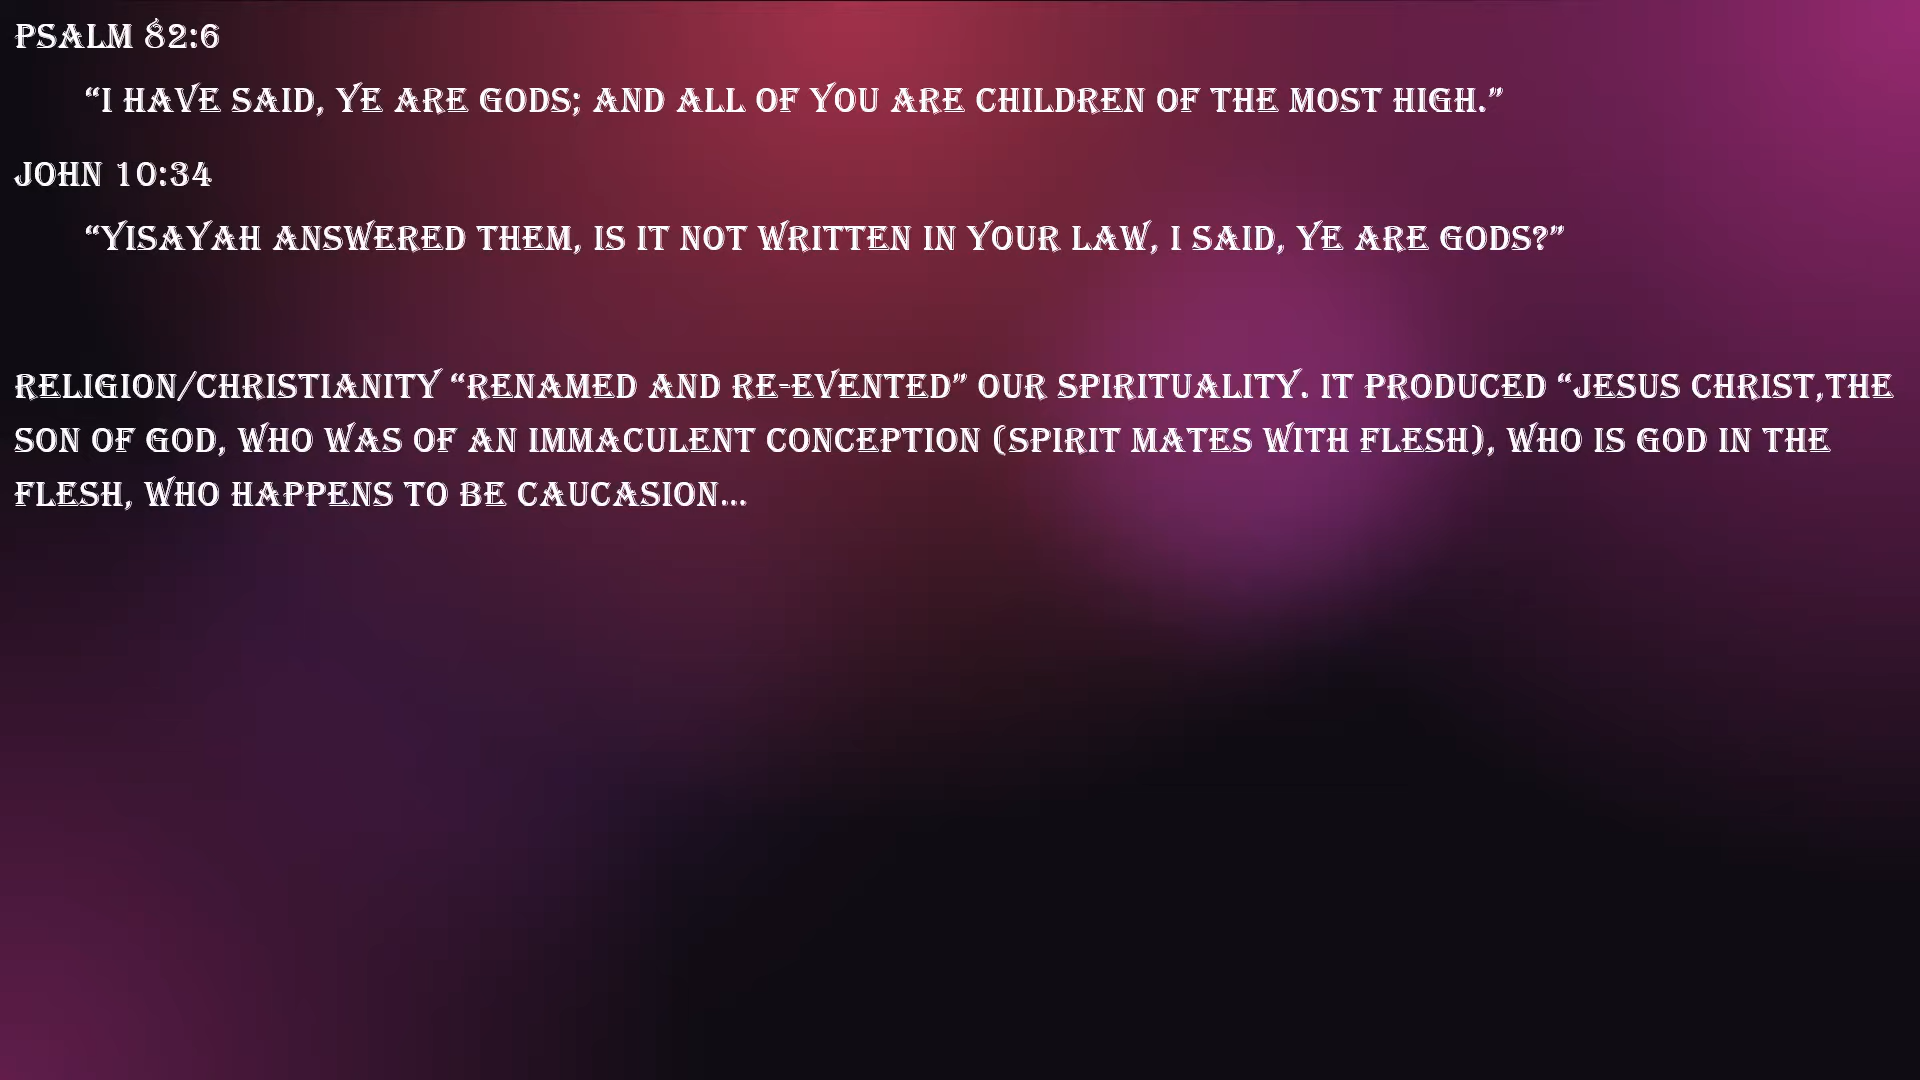 PSALM 82:6
“I HAVE SAID, YE ARE GODS; AND ALL OF YOU ARE CHILDREN OF THE MOST HIGH.”
JOHN 10:34
“YISAYAH ANSWERED THEM, IS IT NOT WRITTEN IN YOUR LAW, I SAID, YE ARE GODS?”
RELIGION/CHRISTIANITY “RENAMED AND RE-EVENTED” OUR SPIRITUALITY. IT PRODUCED “JESUS CHRIST,THE
SON OF GOD, WHO WAS OF AN IMMACULENT CONCEPTION (SPIRIT MATES WITH FLESH), WHO IS GOD IN THE
FLESH, WHO HAPPENS TO BE CAUCASION…